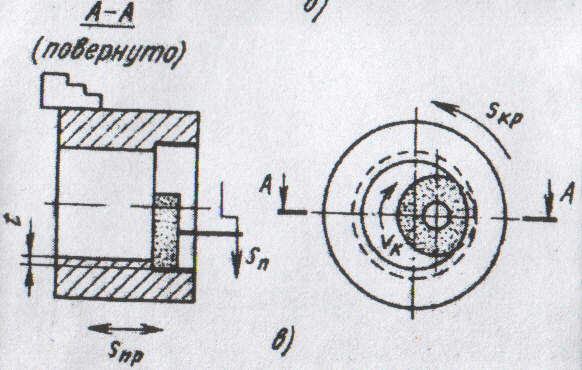 б)
А-А
(повернуто)
sкр
А
А
vк
t
sп
sпр
в)